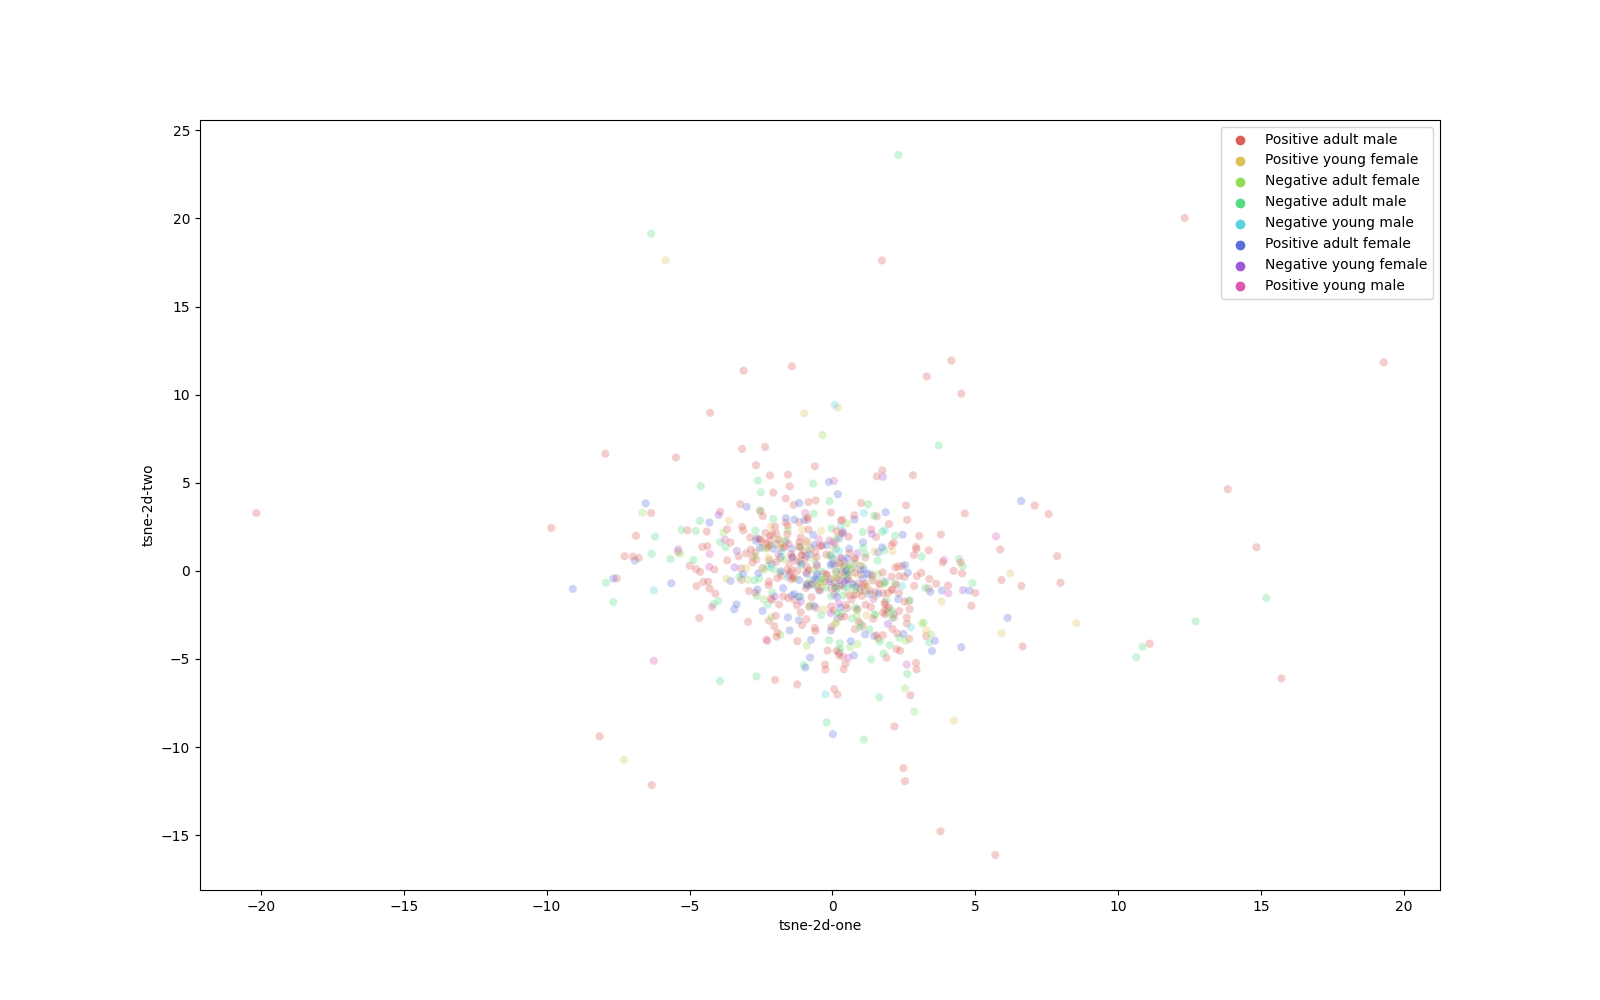 25
20
15
10
5
0
−5
−10
−15
tsne-2d-two
−20
−15
−10
−5
0
5
10
15
20
tsne-2d-one
Positive adult male
Positive young female
Negative adult female
Negative adult male
Negative young male
Positive adult female
Negative young female
Positive young male